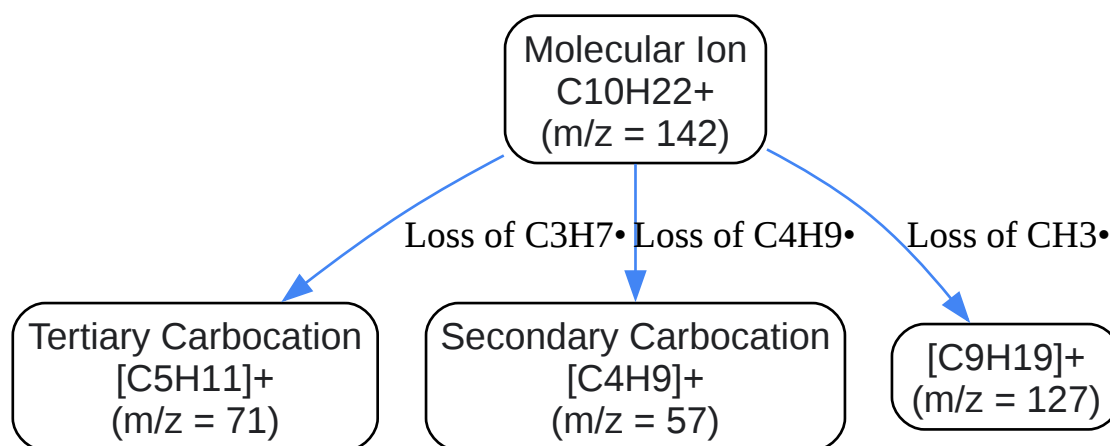 Molecular Ion
C10H22+
(m/z = 142)
Loss of C3H7•
Loss of C4H9•
Loss of CH3•
Tertiary Carbocation
[C5H11]+
(m/z = 71)
Secondary Carbocation
[C4H9]+
(m/z = 57)
[C9H19]+
(m/z = 127)